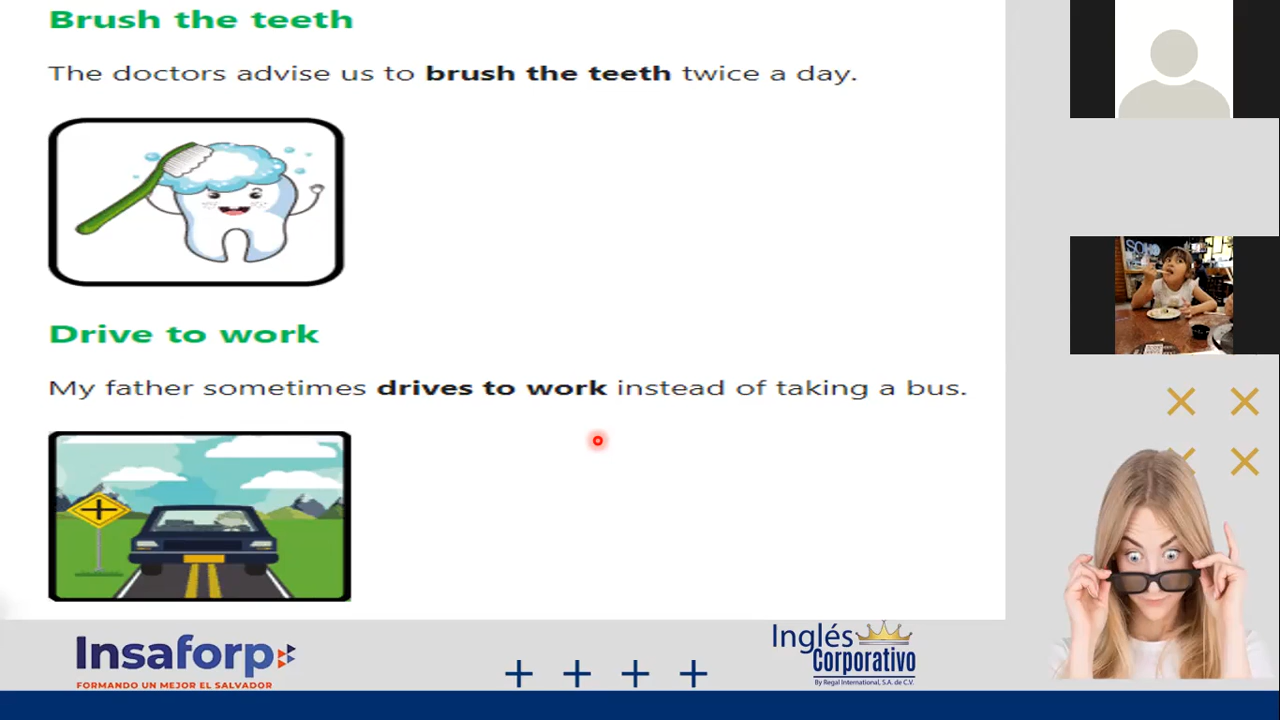 Brush the teeth
The doctors advise us to brush the teeth twice a day.
Drive to work
My father sometimes drives to work instead of taking a bus.
SOHO
Insaforp
FORMANDO UN MEJOR EL SALVADOR
Inglés
Corporativo
By Regal International, S.A. de C.V.